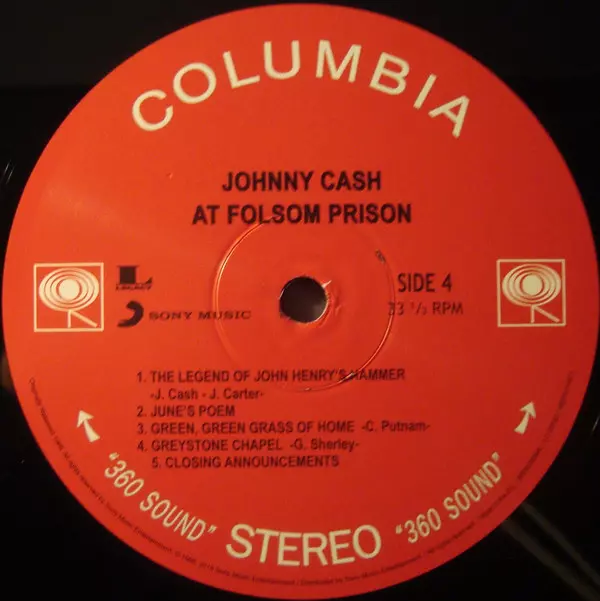 COLUMBIA
JOHNNY CASH
AT FOLSOM PRISON
SIDE 4
33 ⅓ RPM
LEGACY
SONY MUSIC
1. THE LEGEND OF JOHN HENRY'S HAMMER
-J. Cash - J. Carter-
2. JUNE'S POEM
3. GREEN, GREEN GRASS OF HOME -C. Putnam-
4. GREYSTONE CHAPEL -G. Sherley-
5. CLOSING ANNOUNCEMENTS
"360 SOUND" STEREO "360 SOUND"